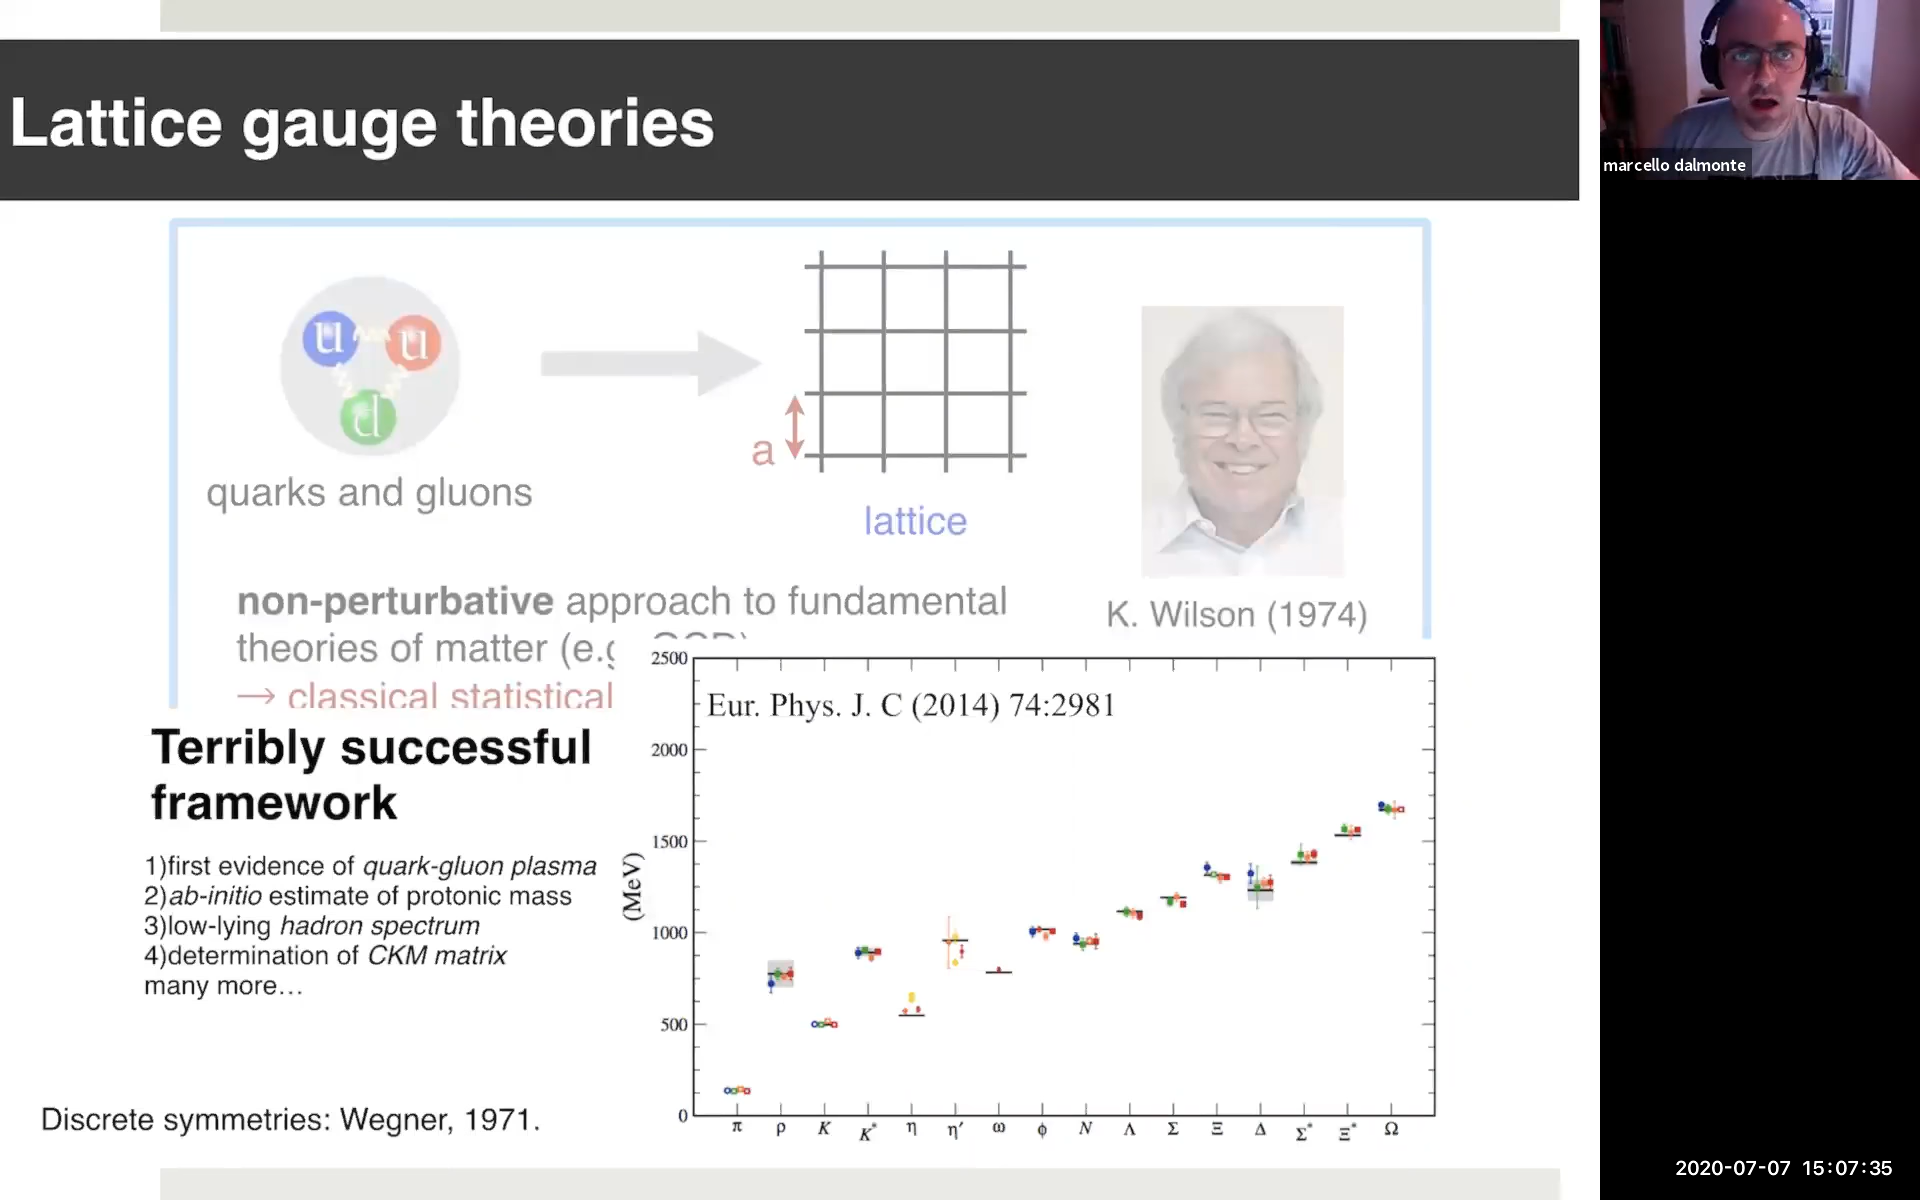 Lattice gauge theories
marcello dalmonte
u
u
d
a
quarks and gluons
lattice
non-perturbative approach to fundamental
theories of matter (e.g
K. Wilson (1974)
→ classical statistical
Terribly successful
framework
1)first evidence of quark-gluon plasma
2)ab-initio estimate of protonic mass
3)low-lying hadron spectrum
4)determination of CKM matrix
many more…
Discrete symmetries: Wegner, 1971.
Eur. Phys. J. C (2014) 74:2981
(MeV)
2500
2000
1500
1000
500
0
π ρ K K* η η′ ω ϕ N Λ Σ Ξ Δ Σ* Ξ* Ω
2020-07-07 15:07:35